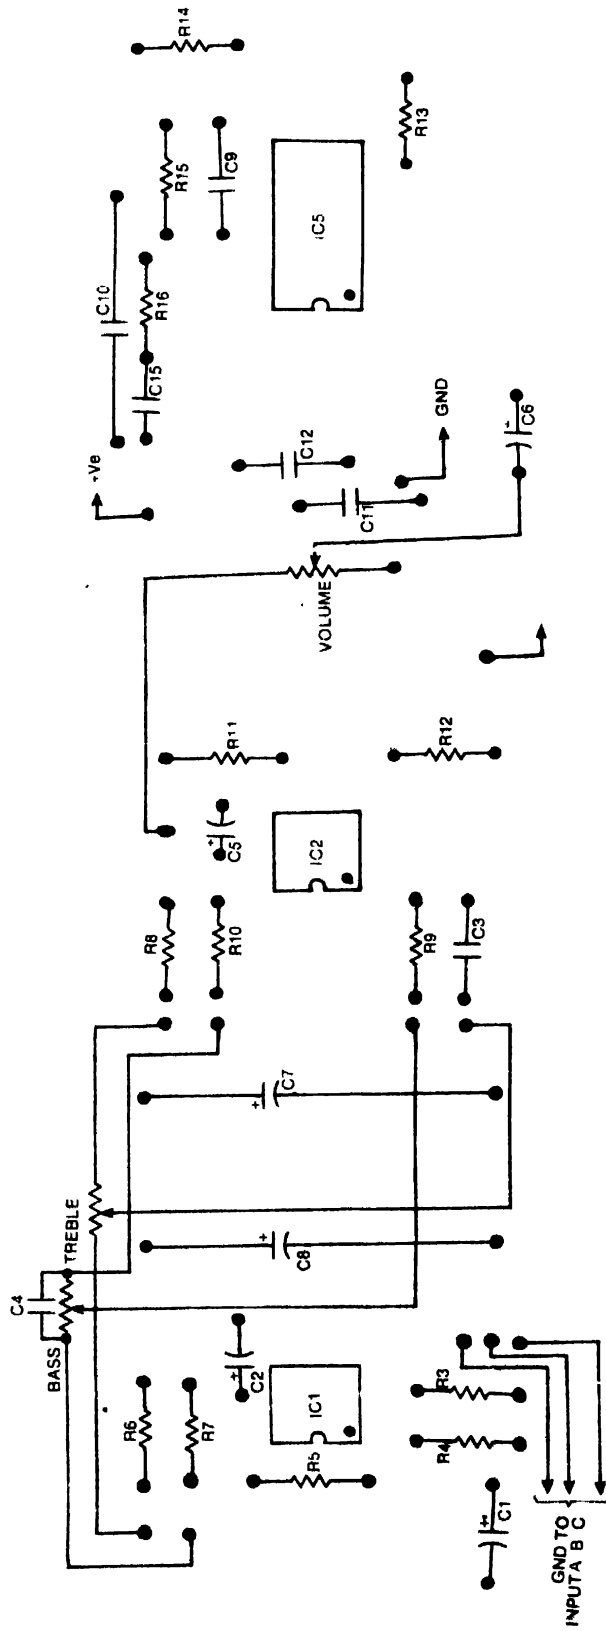 R14
R13
R15
C9
IC5
C10
R16
C15
+Ve
C12
GND
C6
C11
VOLUME
R11
R12
C5
IC2
R8
R10
R9
C3
C7
TREBLE
C8
C4
BASS
C2
R6
R7
IC1
R3
R5
R4
C1
GND TO
INPUT A B C